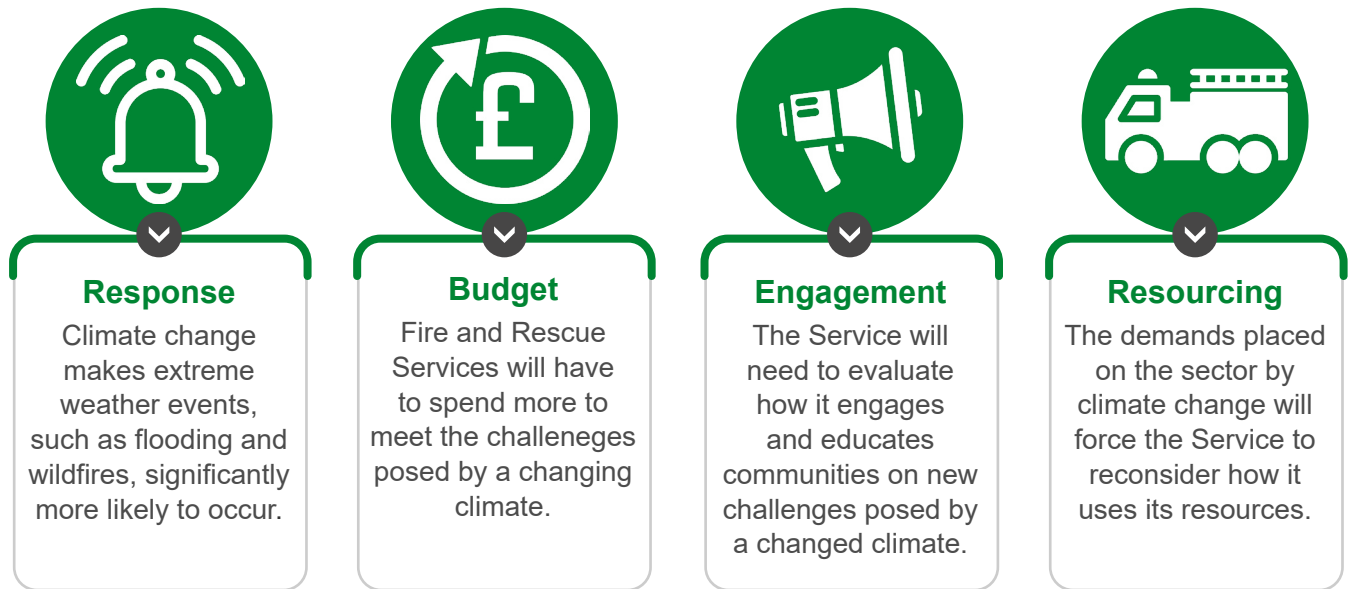 £
Response
Climate change
makes extreme
weather events,
such as flooding and
wildfires, significantly
more likely to occur.
Budget
Fire and Rescue
Services will have
to spend more to
meet the challeneges
posed by a changing
climate.
Engagement
The Service will
need to evaluate
how it engages
and educates
communities on new
challenges posed by
a changed climate.
Resourcing
The demands placed
on the sector by
climate change will
force the Service to
reconsider how it
uses its resources.